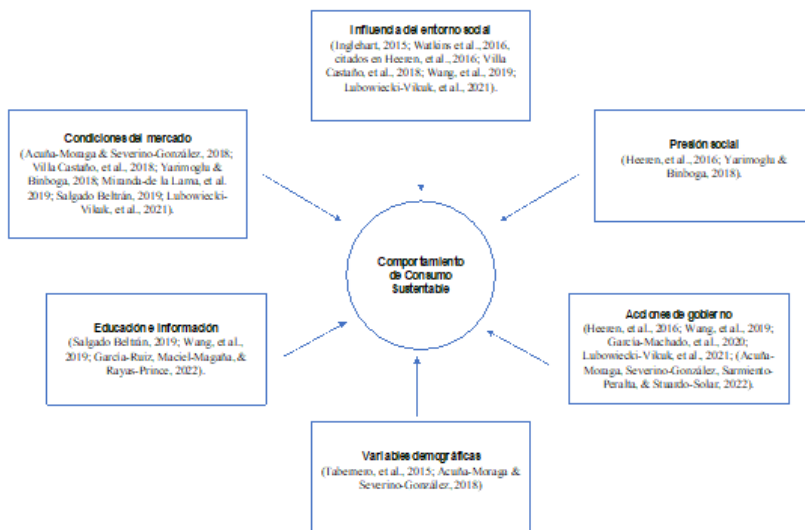 Influencia del entorno social
(Inglehart, 2015; Watkins et al., 2016,
citados en Heeren, et al., 2016; Villa
Castaño, et al., 2018; Wang, et al., 2019;
Lubowiecki-Vikuk, et al., 2021).
Condiciones del mercado
(Acuña-Moraga & Severino-González, 2018;
Villa Castaño, et al., 2018; Yarimoglu &
Binboga, 2018; Miranda-de la Lama, et al.
2019; Salgado Beltrán, 2019; Lubowiecki-
Vikuk, et al., 2021).
Presión social
(Heeren, et al., 2016; Yarimoglu &
Binboga, 2018).
Comportamiento
de Consumo
Sustentable
Educación e Información
(Salgado Beltrán, 2019; Wang, et al.,
2019; García-Ruiz, Maciel-Magaña, &
Rayas-Prince, 2022).
Acciones de gobierno
(Heeren, et al., 2016; Wang, et al., 2019;
García-Machado, et al., 2020;
Lubowiecki-Vikuk, et al., 2021; (Acuña-
Moraga, Severino-González, Sarmiento-
Peralta, & Stuardo-Solar, 2022).
Variables demográficas
(Tabernero, et al., 2015; Acuña-Moraga &
Severino-González, 2018)